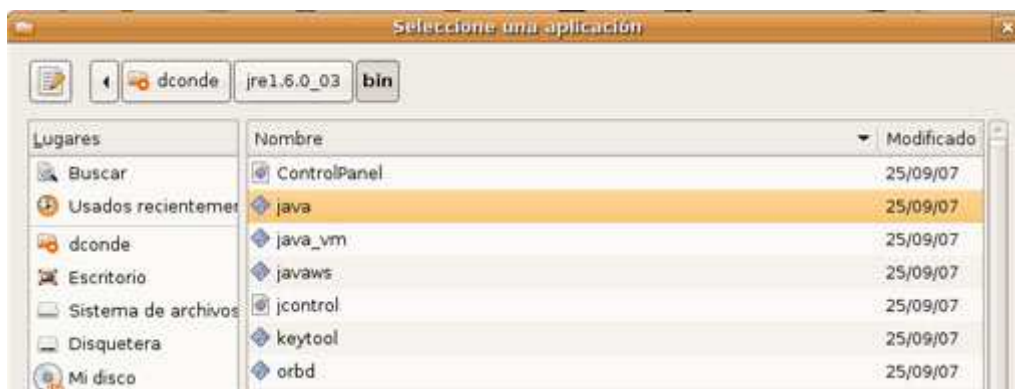 Seleccione una aplicación
dconde jre1.6.0_03 bin
Lugares Nombre Modificado
Buscar ControlPanel 25/09/07
Usados recientemer java 25/09/07
dconde java_vm 25/09/07
Escritorio javaws 25/09/07
Sistema de archivos jcontrol 25/09/07
Disquetera keytool 25/09/07
Mi disco orbd 25/09/07